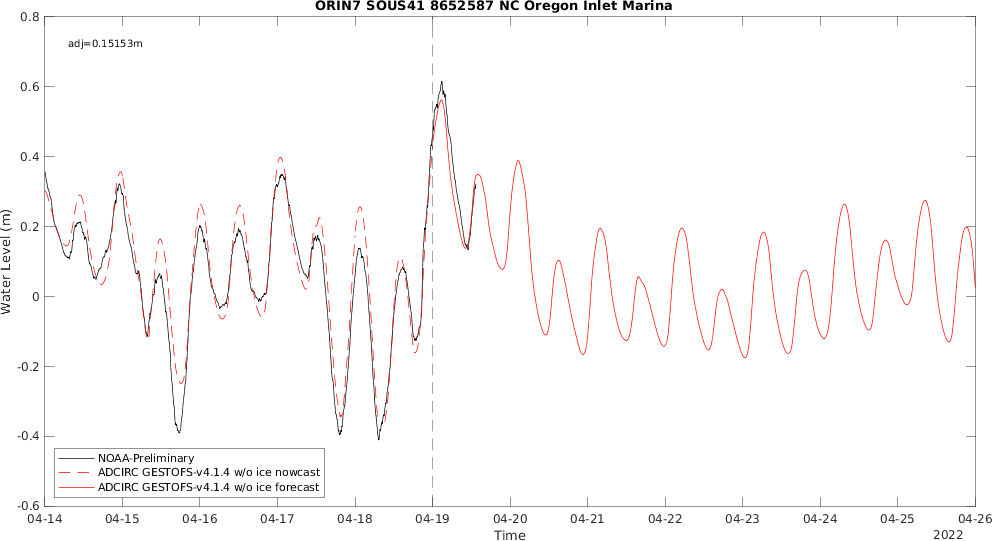 ORIN7 SOUS41 8652587 NC Oregon Inlet Marina
0.8
adj=0.15153m
0.6
0.4
0.2
0
-0.2
-0.4
-0.6
Water Level (m)
NOAA-Preliminary
ADCIRC GESTOFS-v4.1.4 w/o ice nowcast
ADCIRC GESTOFS-v4.1.4 w/o ice forecast
04-14 04-15 04-16 04-17 04-18 04-19 04-20 04-21 04-22 04-23 04-24 04-25 04-26
Time
2022